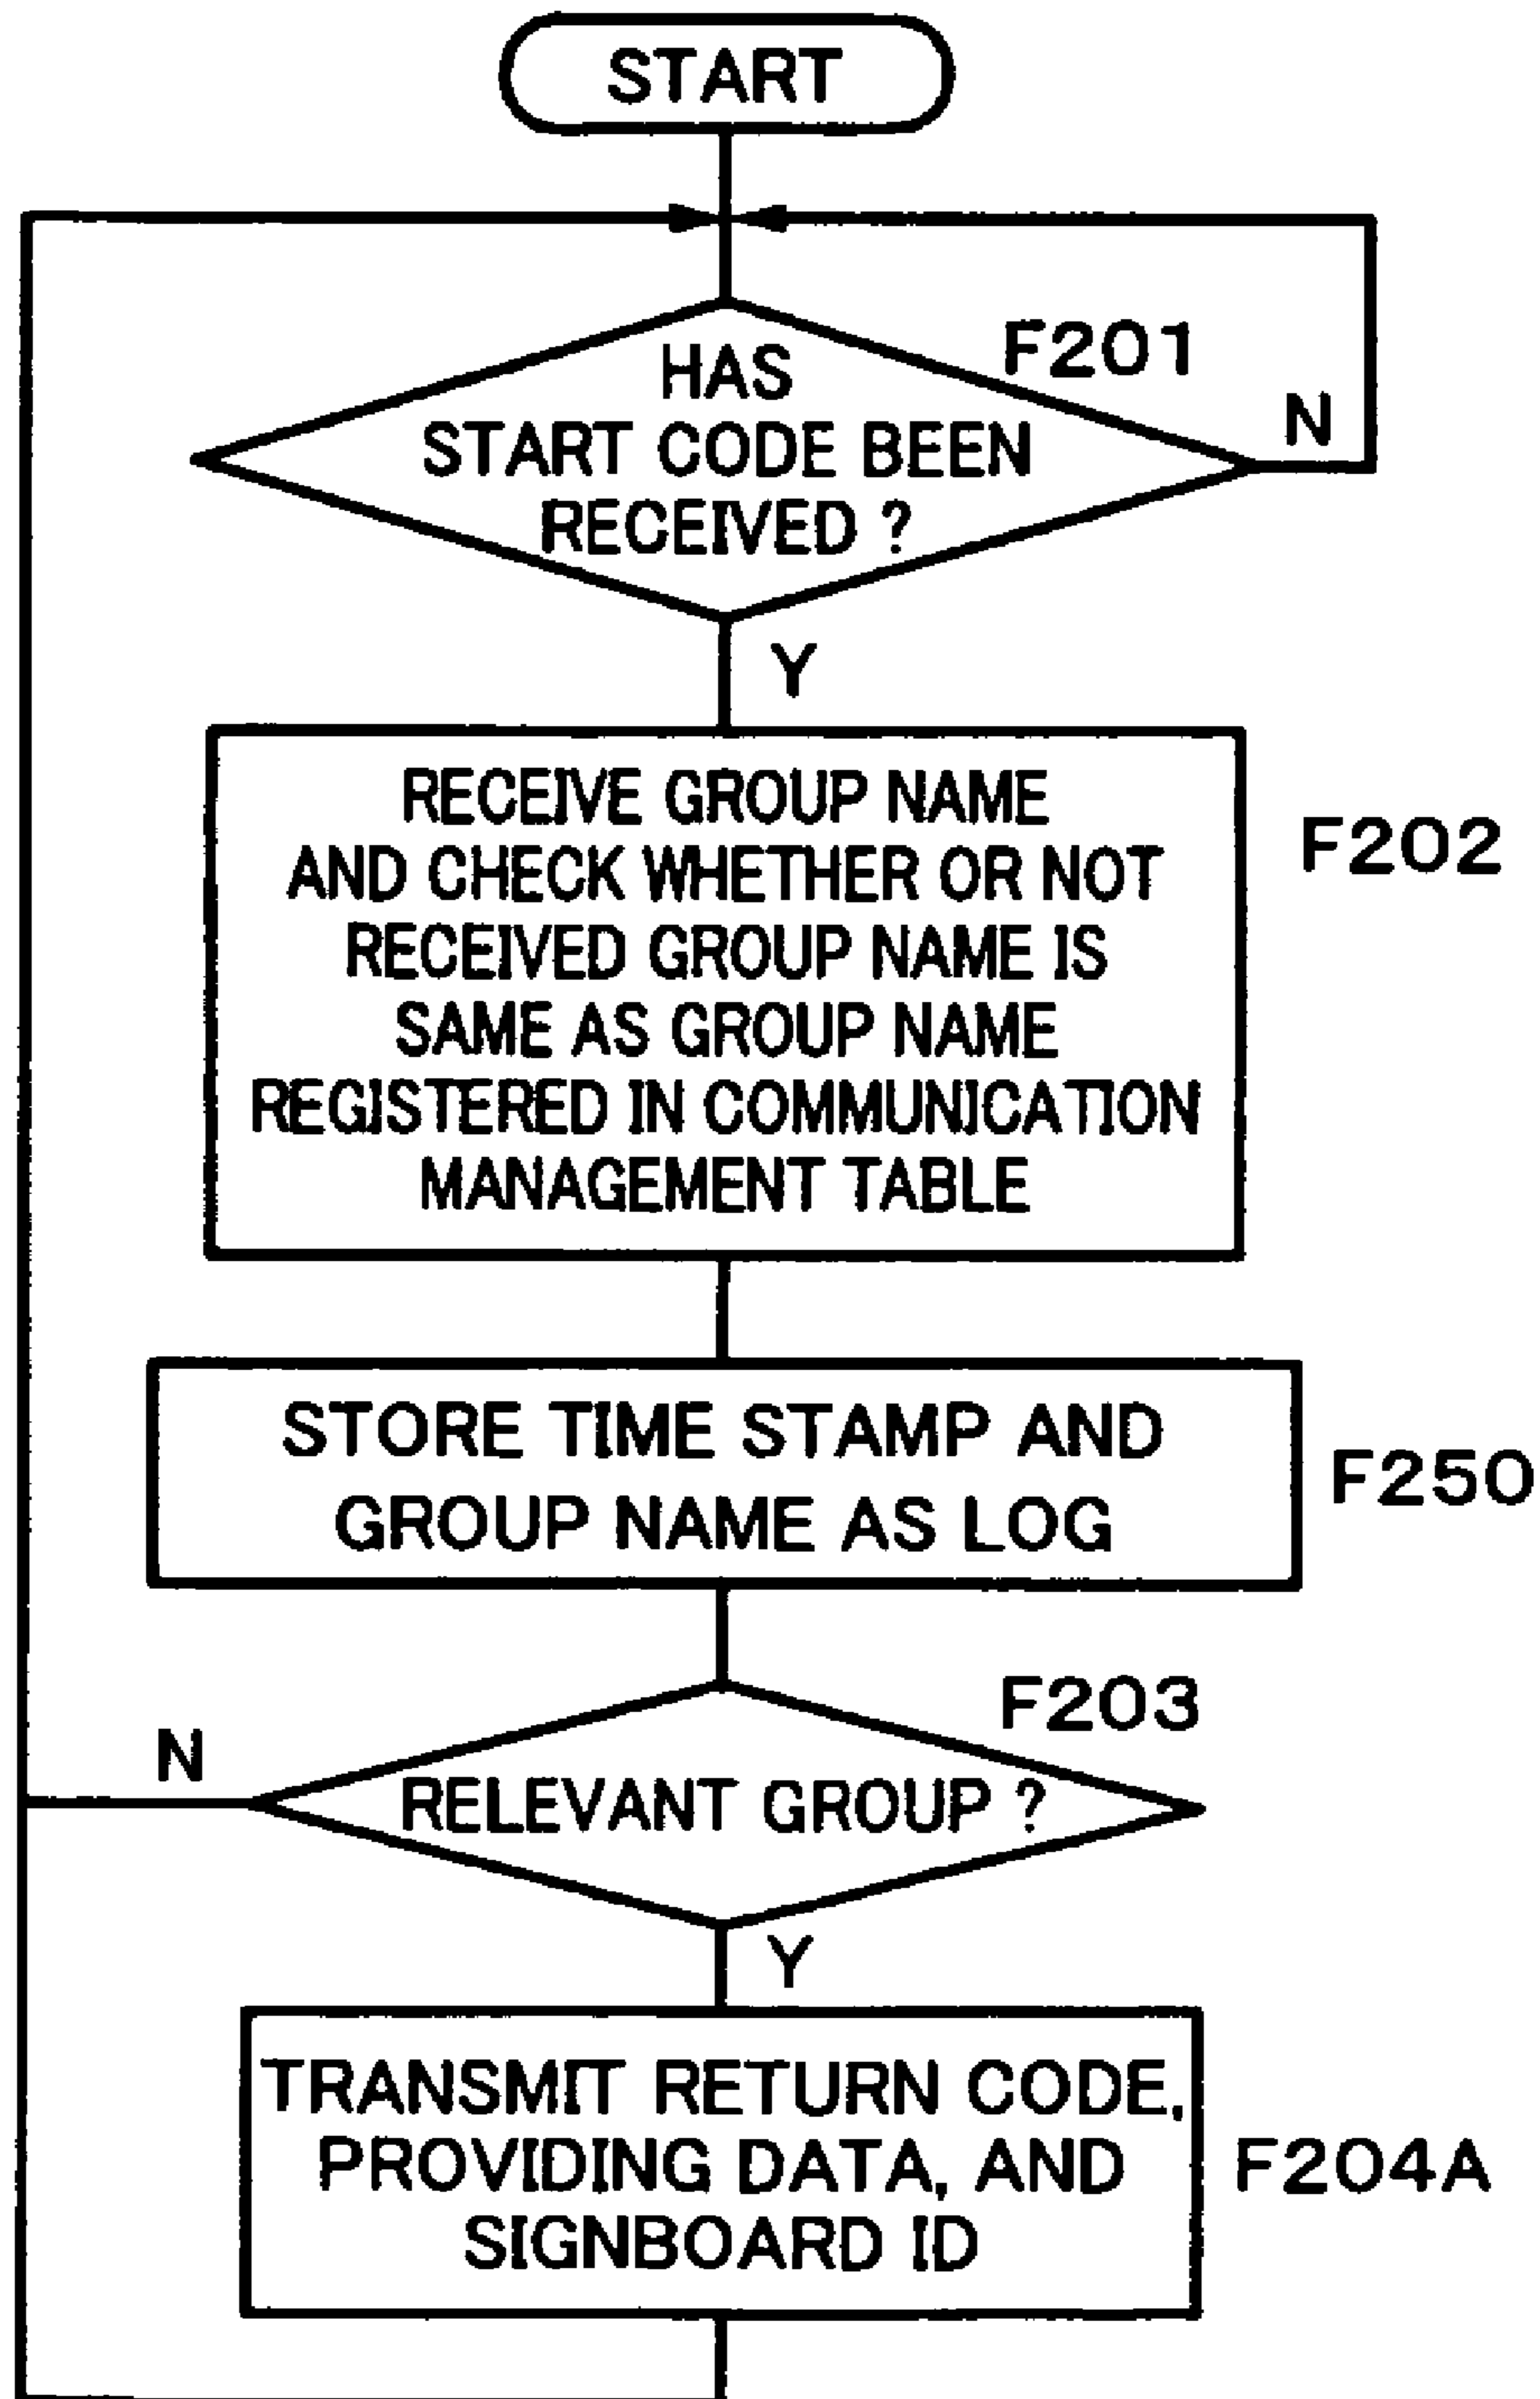 START
F201
HAS
START CODE BEEN
RECEIVED ?
N
Y
RECEIVE GROUP NAME
AND CHECK WHETHER OR NOT
RECEIVED GROUP NAME IS
SAME AS GROUP NAME
REGISTERED IN COMMUNICATION
MANAGEMENT TABLE
F202
STORE TIME STAMP AND
GROUP NAME AS LOG
F250
F203
N
RELEVANT GROUP ?
Y
TRANSMIT RETURN CODE,
PROVIDING DATA, AND
SIGNBOARD ID
F204A